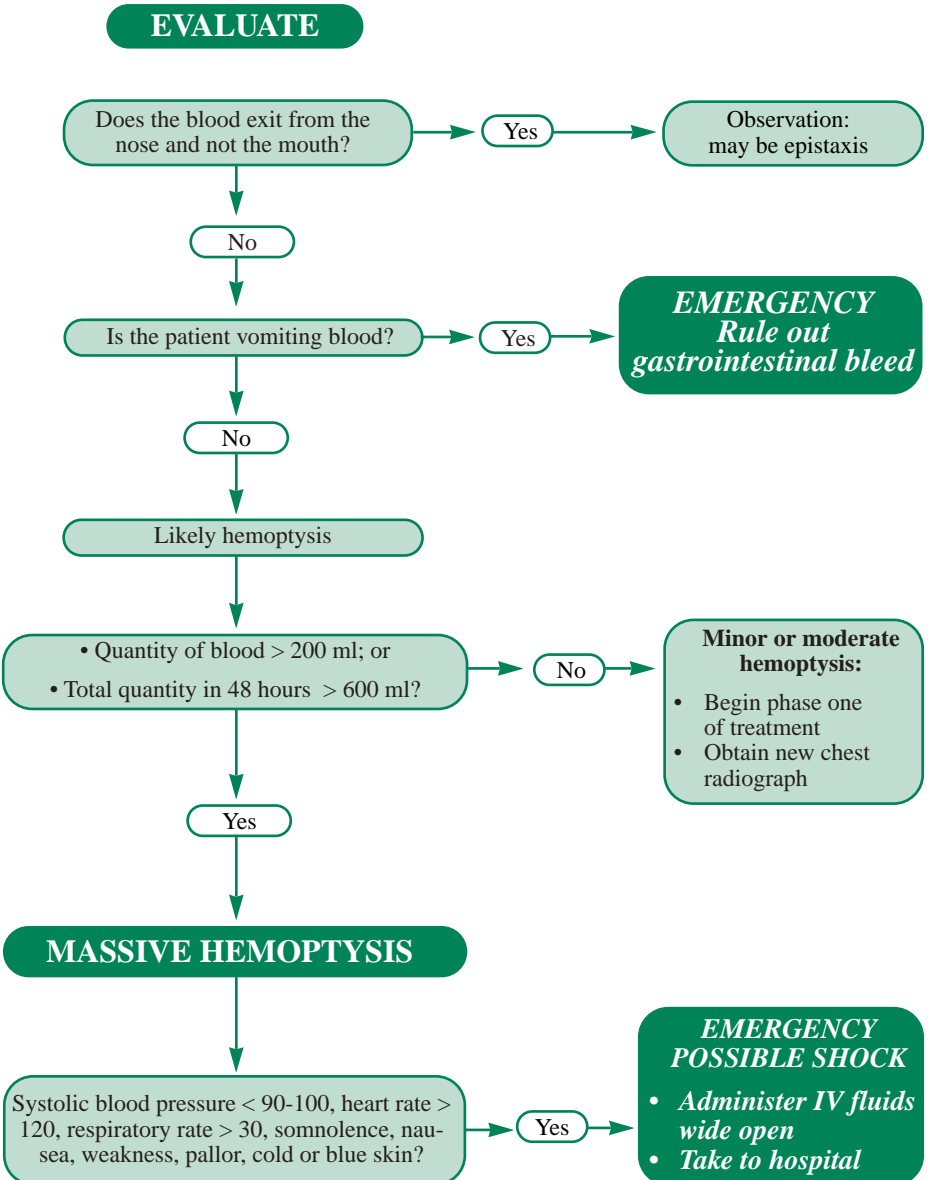 EVALUATE
Does the blood exit from the
nose and not the mouth?
Yes
Observation:
may be epistaxis
No
Is the patient vomiting blood?
Yes
EMERGENCY
Rule out
gastrointestinal bleed
No
Likely hemoptysis
• Quantity of blood > 200 ml; or
• Total quantity in 48 hours > 600 ml?
No
Minor or moderate
hemoptysis:
• Begin phase one
of treatment
• Obtain new chest
radiograph
Yes
MASSIVE HEMOPTYSIS
Systolic blood pressure < 90-100, heart rate >
120, respiratory rate > 30, somnolence, nau-
sea, weakness, pallor, cold or blue skin?
Yes
EMERGENCY
POSSIBLE SHOCK
• Administer IV fluids
wide open
• Take to hospital